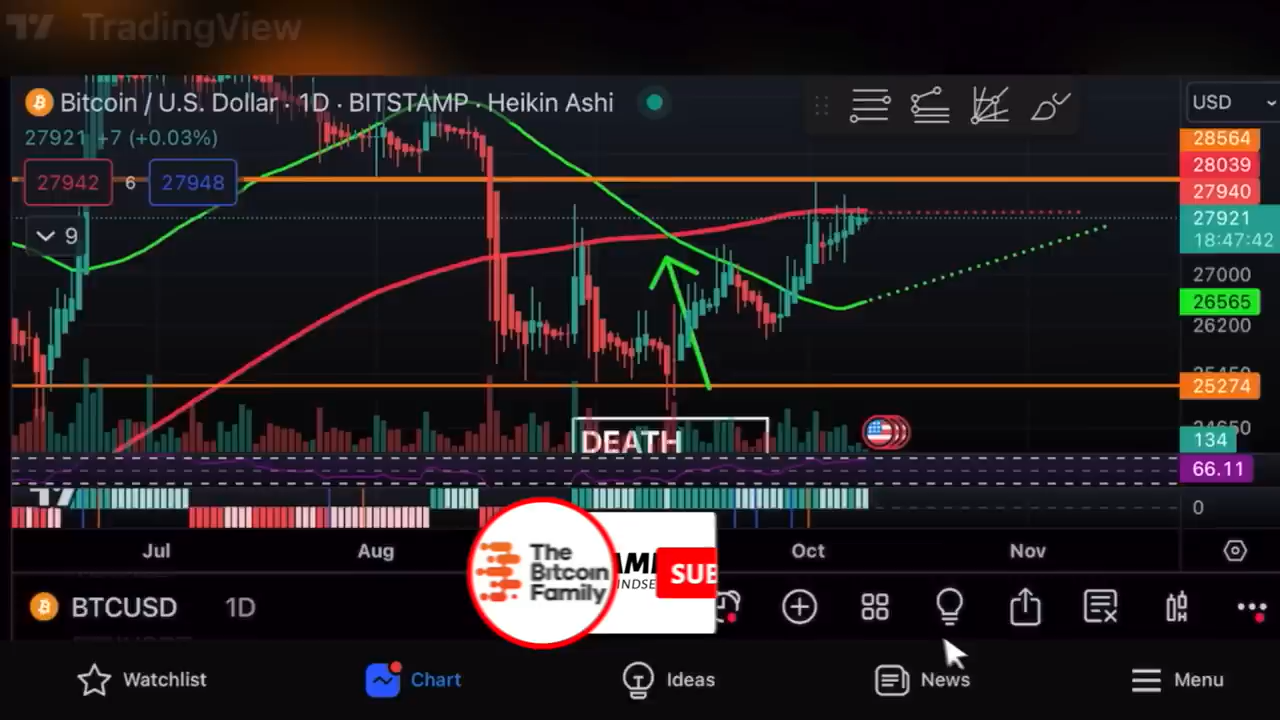 TradingView
Bitcoin / U.S. Dollar · 1D · BITSTAMP · Heikin Ashi
USD
27921 +7 (+0.03%)
28564
28039
27942 6 27948
27940
27921
18:47:42
9
27000
26565
26200
25274
DEATH
134
66.11
0
Jul Aug Oct Nov
The
Bitcoin
Family
SUB
BTCUSD 1D
Watchlist Chart Ideas News Menu